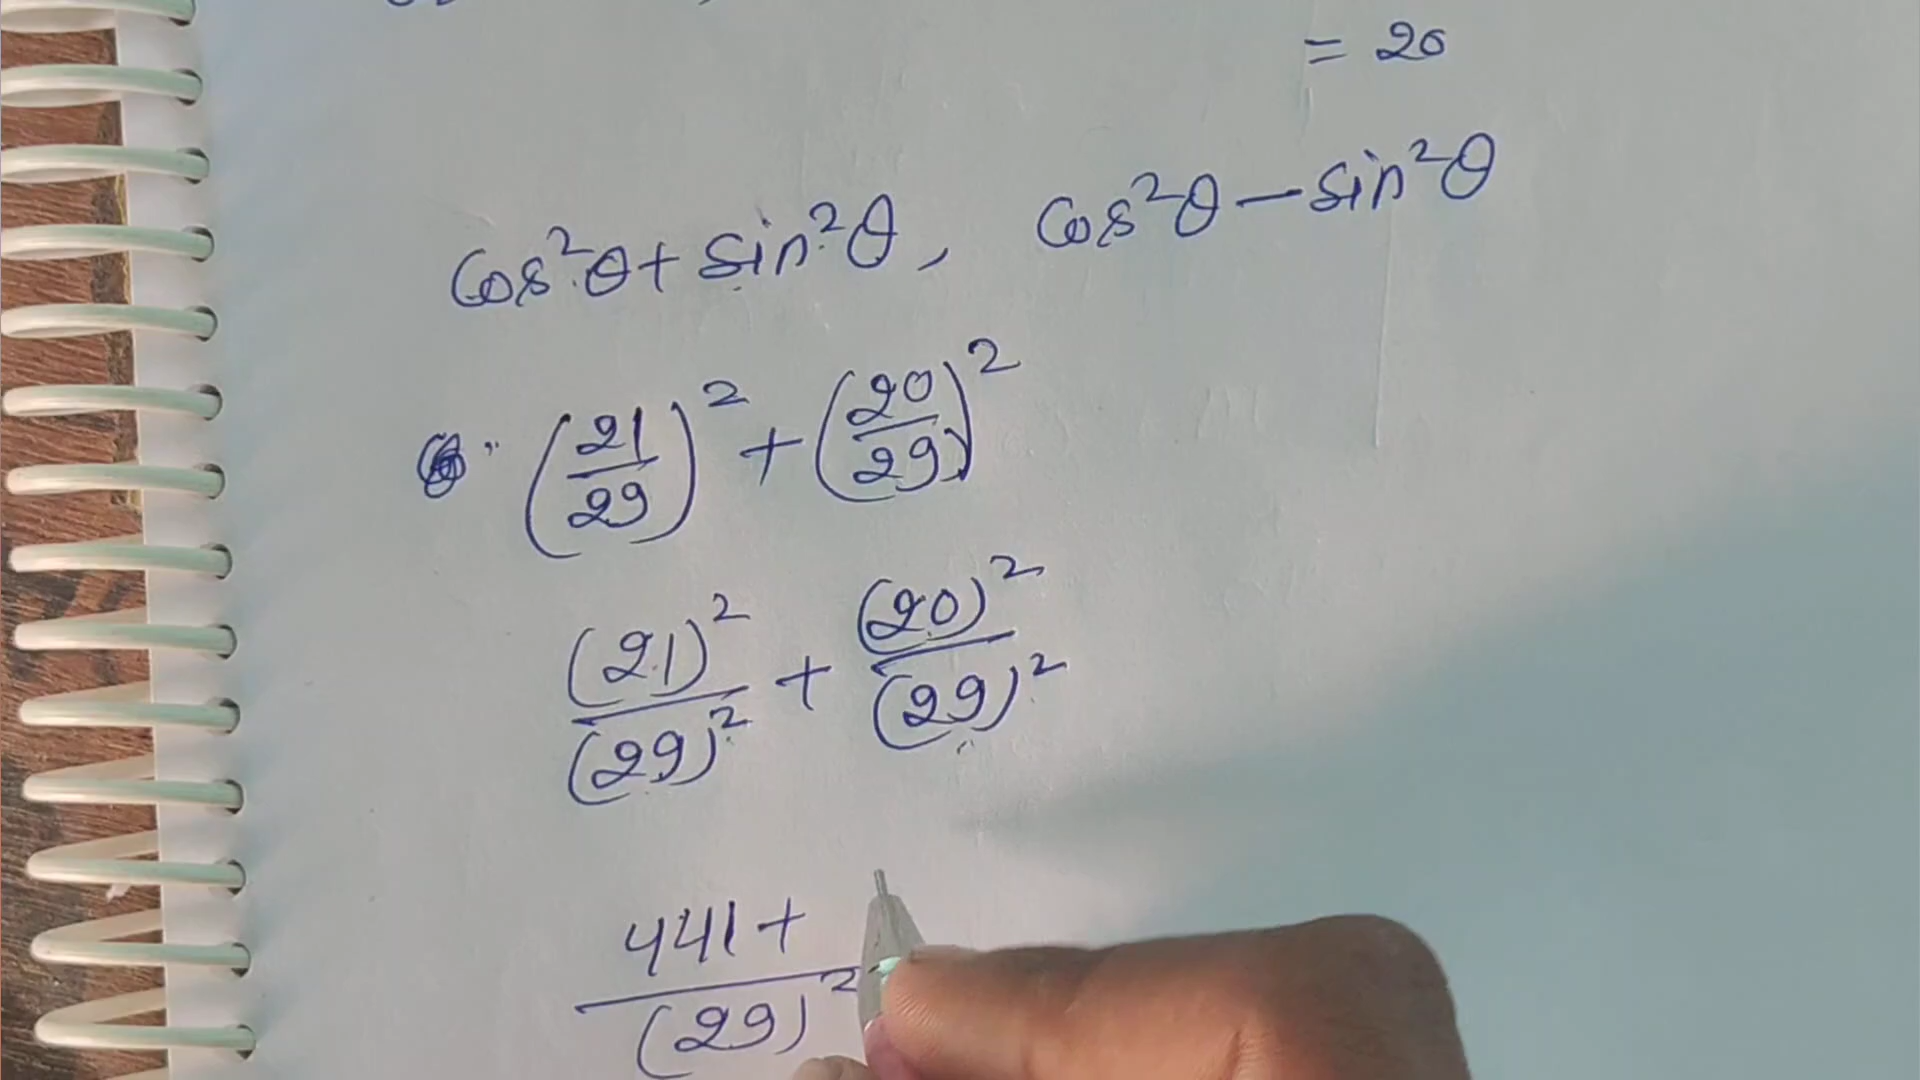 = 20
cos²θ + sin²θ, cos²θ – sin²θ
(21/29)² + (20/29)²
(21)²/(29)² + (20)²/(29)²
441 +
(29)²